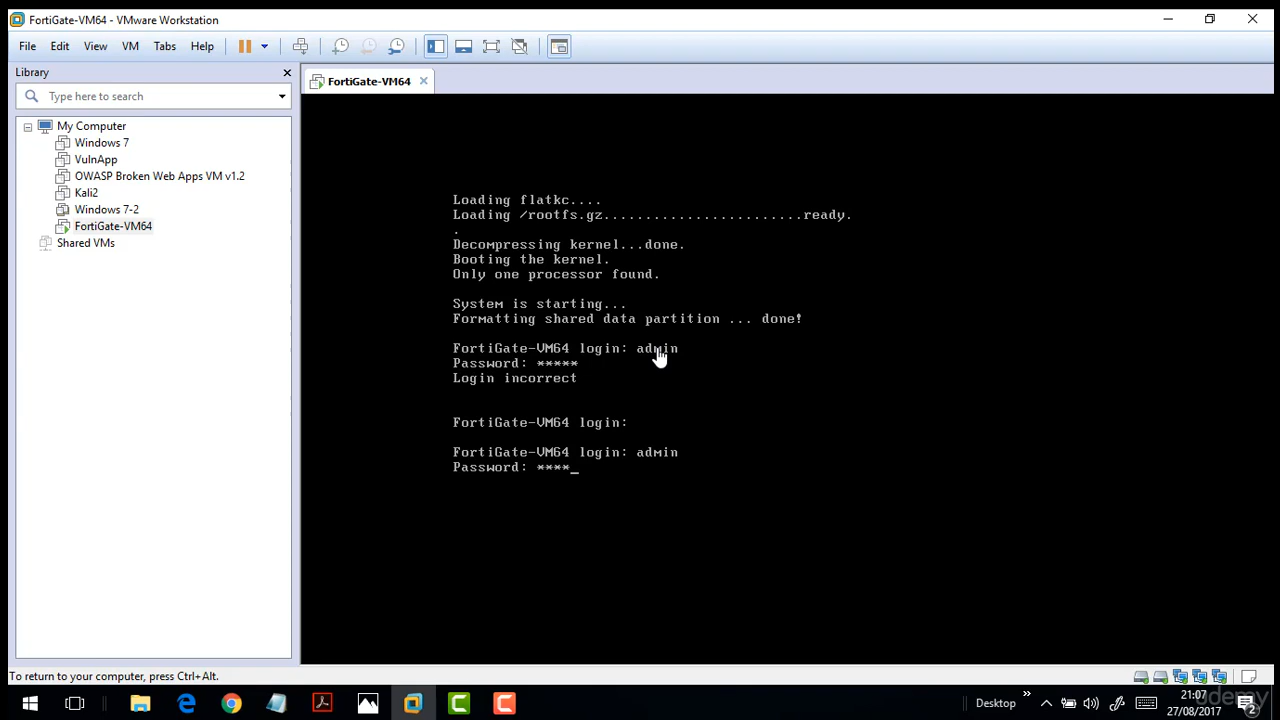 FortiGate-VM64 - VMware Workstation
File Edit View VM Tabs Help
Library
FortiGate-VM64
Type here to search
My Computer
Windows 7
VulnApp
OWASP Broken Web Apps VM v1.2
Kali2
Windows 7-2
FortiGate-VM64
Shared VMs
Loading flatkc....
Loading /rootfs.gz........................ready.
.
Decompressing kernel...done.
Booting the kernel.
Only one processor found.
System is starting...
Formatting shared data partition ... done!
FortiGate-VM64 login: admin
Password: *****
Login incorrect
FortiGate-VM64 login:
FortiGate-VM64 login: admin
Password: ****_
To return to your computer, press Ctrl+Alt.
Desktop
21:07
27/08/2017
2
udemy